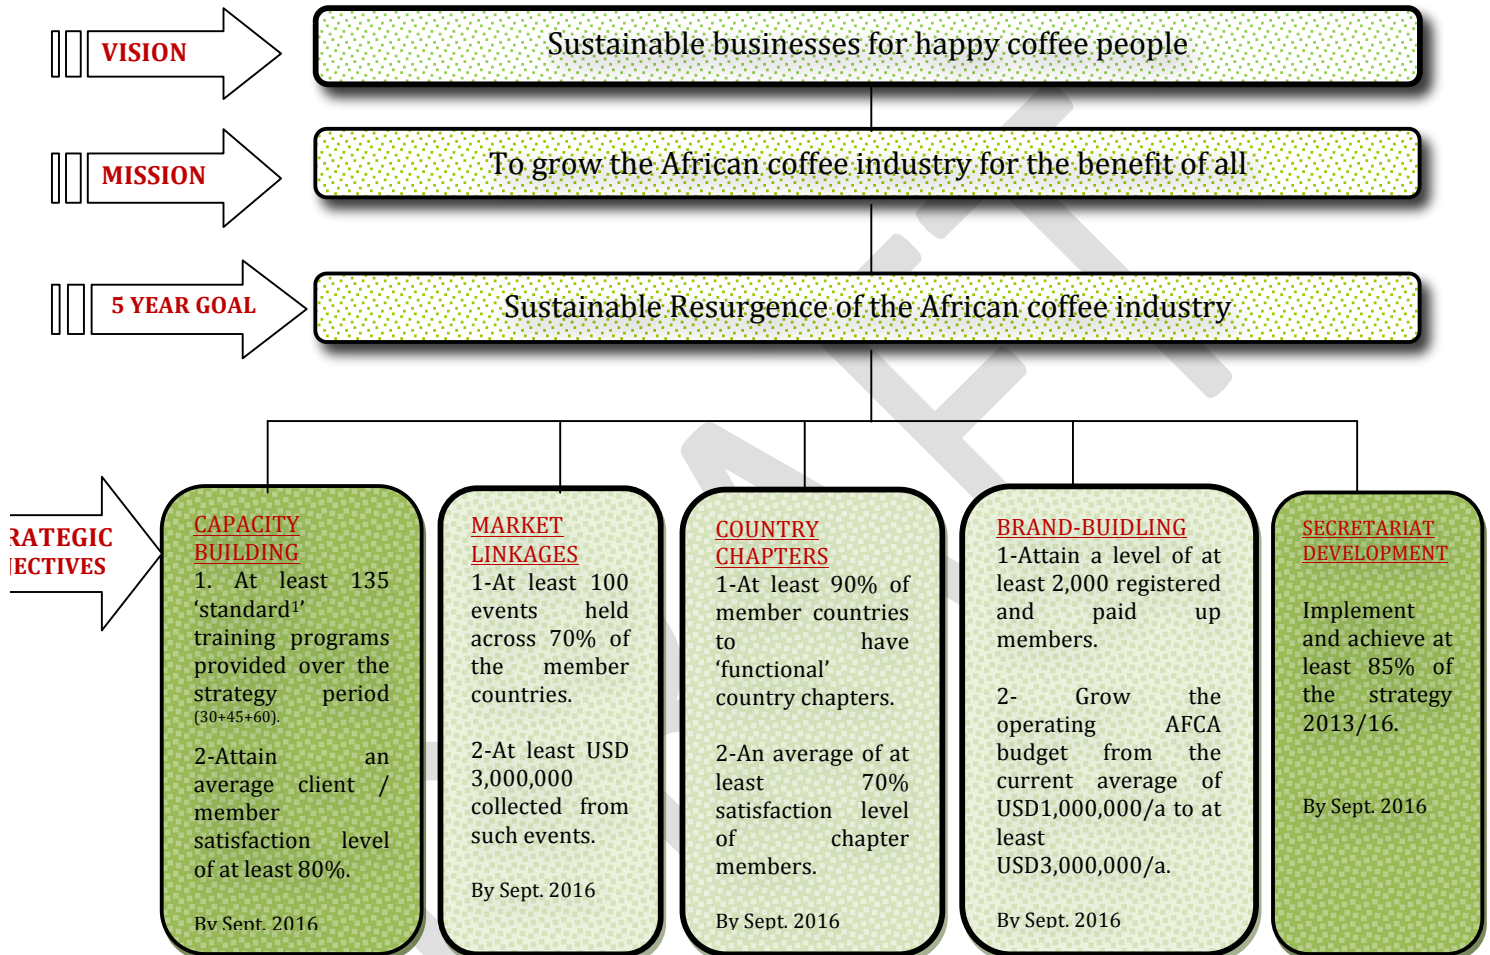 VISION
Sustainable businesses for happy coffee people
MISSION
To grow the African coffee industry for the benefit of all
5 YEAR GOAL
Sustainable Resurgence of the African coffee industry
RATEGIC
JECTIVES
CAPACITY
BUILDING
1. At least 135
‘standard¹’
training programs
provided over the
strategy period
(30+45+60).
2-Attain an
average client /
member
satisfaction level
of at least 80%.
By Sept. 2016
MARKET
LINKAGES
1-At least 100
events held
across 70% of
the member
countries.
2-At least USD
3,000,000
collected from
such events.
By Sept. 2016
COUNTRY
CHAPTERS
1-At least 90% of
member countries
to have
‘functional’
country chapters.
2-An average of at
least 70%
satisfaction level
of chapter
members.
By Sept. 2016
BRAND-BUIDLING
1-Attain a level of at
least 2,000 registered
and paid up
members.
2- Grow the
operating AFCA
budget from the
current average of
USD1,000,000/a to at
least
USD3,000,000/a.
By Sept. 2016
SECRETARIAT
DEVELOPMENT
Implement
and achieve at
least 85% of
the strategy
2013/16.
By Sept. 2016
DRAFT